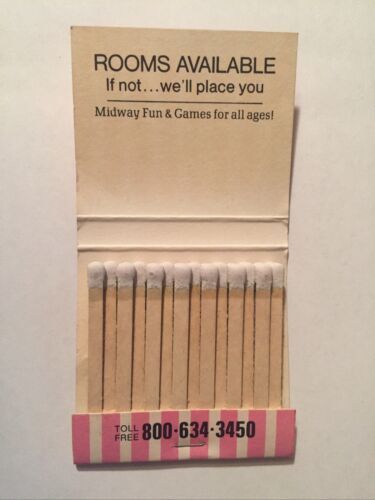 ROOMS AVAILABLE
If not...we'll place you
Midway Fun & Games for all ages!
TOLL FREE 800·634·3450